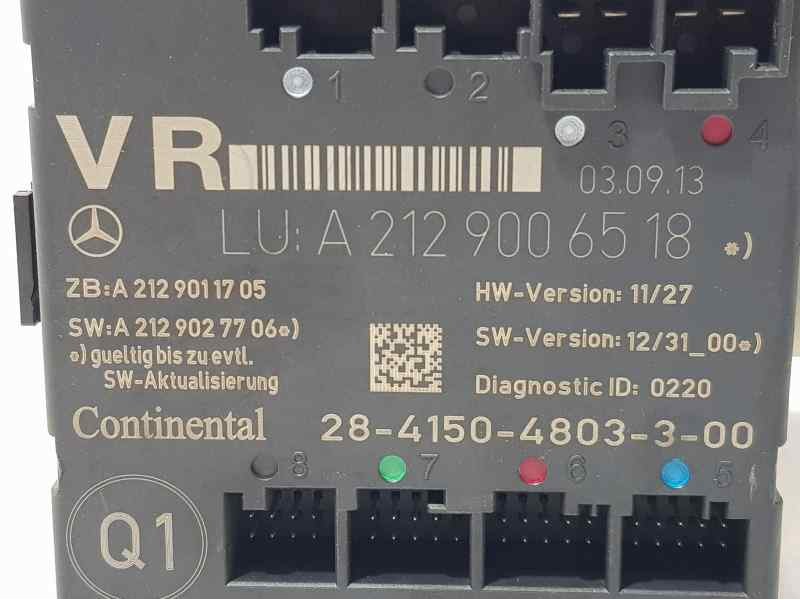 1 2
3 4
VR
03.09.13
LU: A 212 900 65 18 *)
ZB:A 212 901 17 05
HW-Version: 11/27
SW:A 212 902 77 06*)
SW-Version: 12/31_00*)
*) gueltig bis zu evtl.
SW-Aktualisierung
Diagnostic ID: 0220
Continental 28-4150-4803-3-00
8 7 6 5
Q1